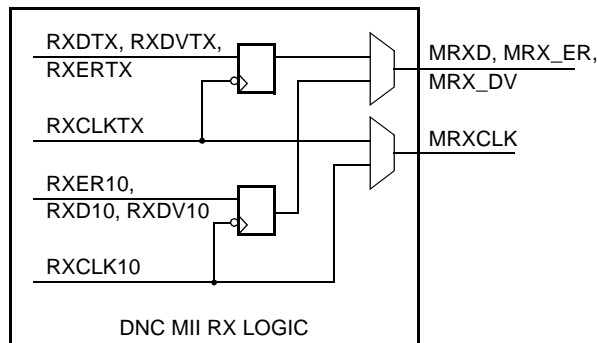 RXDTX, RXDVTX,
RXERTX
MRXD, MRX_ER,
MRX_DV
RXCLKTX
MRXCLK
RXER10,
RXD10, RXDV10
RXCLK10
DNC MII RX LOGIC